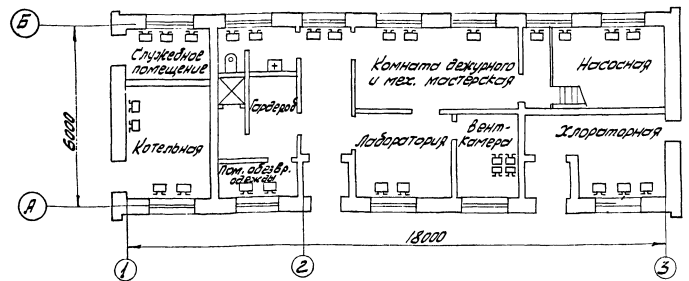 Б
Служебное
помещение
Комната дежурного
и мех. мастерская
Насосная
Гардероб
6000
Котельная
Лаборатория
Вент-
камера
Хлораторная
Пом. обезвр.
одежды
А
18000
1
2
3